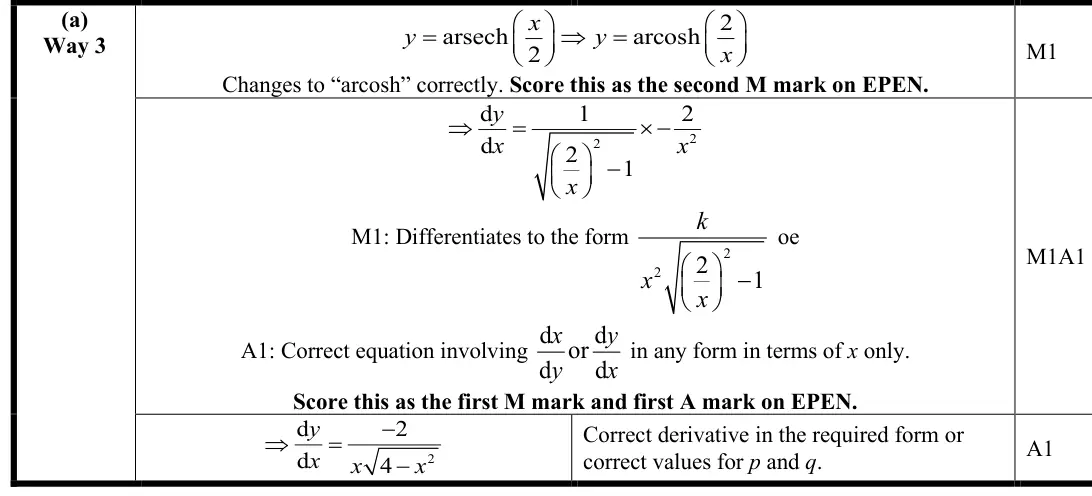 (a)
Way 3
y = arsech(x/2) ⇒ y = arcosh(2/x)
M1
Changes to “arcosh” correctly. Score this as the second M mark on EPEN.
⇒ dy/dx = 1/√((2/x)² − 1) × − 2/x²
M1: Differentiates to the form k/(x²√((2/x)² − 1)) oe
M1A1
A1: Correct equation involving dx/dy or dy/dx in any form in terms of x only.
Score this as the first M mark and first A mark on EPEN.
⇒ dy/dx = −2/(x√(4 − x²))
Correct derivative in the required form or
correct values for p and q.
A1